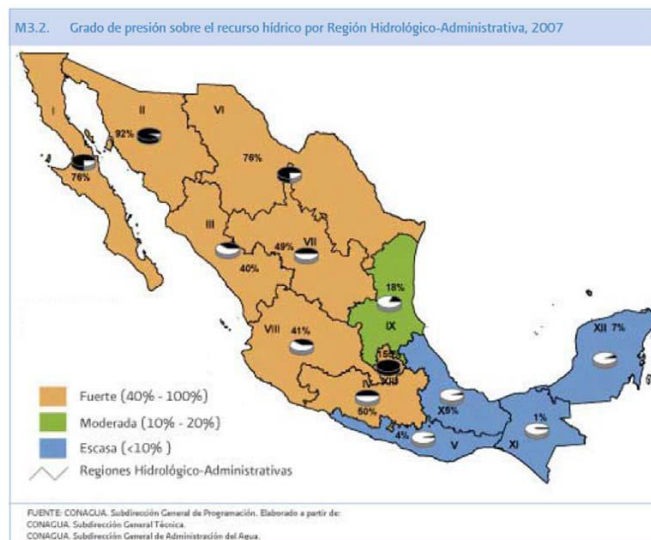 M3.2. Grado de presión sobre el recurso hídrico por Región Hidrológico-Administrativa, 2007
I
II
VI
92%
76%
76%
III
49%
VII
40%
18%
VIII
41%
IX
XII 7%
XIII
IV
50%
X5%
1%
4%
V
XI
Fuerte (40% - 100%)
Moderada (10% - 20%)
Escasa (<10% )
Regiones Hidrológico-Administrativas
FUENTE: CONAGUA. Subdirección General de Programación. Elaborado a partir de:
CONAGUA. Subdirección General Técnica.
CONAGUA. Subdirección General de Administración del Agua.